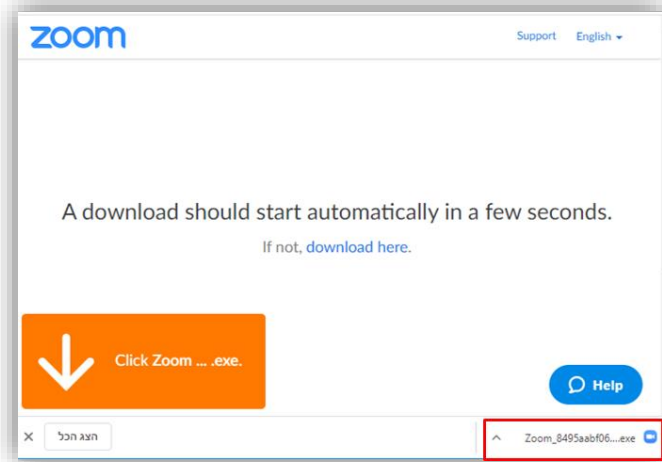 zoom
Support English
A download should start automatically in a few seconds.
If not, download here.
Click Zoom ... .exe.
Help
הצג הכל
Zoom_8495aabf06....exe